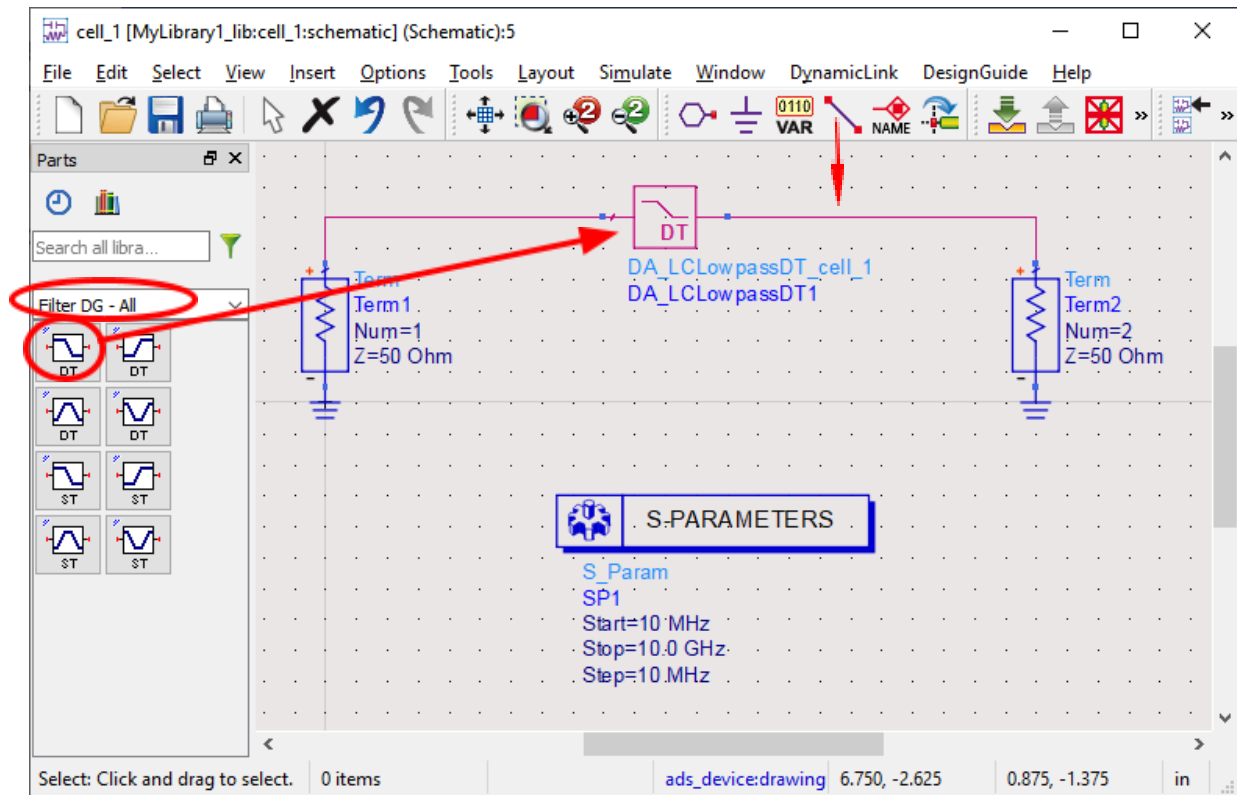 cell_1 [MyLibrary1_lib:cell_1:schematic] (Schematic):5
File Edit Select View Insert Options Tools Layout Simulate Window DynamicLink DesignGuide Help
2 2 0110 VAR NAME » »
Parts
Search all libra...
Filter DG - All
DT DT
DT DT
ST ST
ST ST
DT
DA_LCLowpassDT_cell_1
DA_LCLowpassDT1
+ Term
Term1
Num=1
Z=50 Ohm
-
+ Term
Term2
Num=2
Z=50 Ohm
-
S-PARAMETERS
S_Param
SP1
Start=10 MHz
Stop=10.0 GHz
Step=10 MHz
Select: Click and drag to select. 0 items ads_device:drawing 6.750, -2.625 0.875, -1.375 in